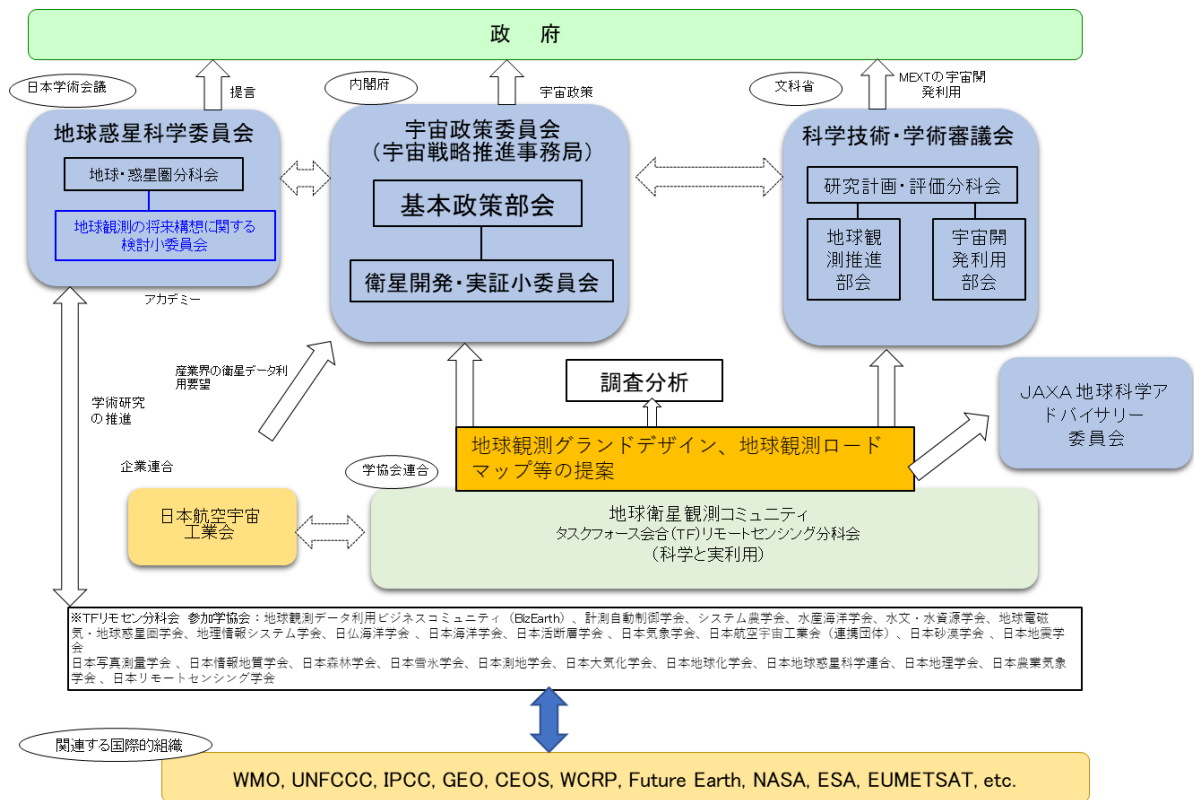 政　府
日本学術会議
提言
内閣府
宇宙政策
文科省
MEXTの宇宙開
発利用
地球惑星科学委員会
地球・惑星圏分科会
地球観測の将来構想に関する
検討小委員会
宇宙政策委員会
（宇宙戦略推進事務局）
基本政策部会
衛星開発・実証小委員会
科学技術・学術審議会
研究計画・評価分科会
地球観
測推進
部会
宇宙開
発利用
部会
アカデミー
産業界の衛星データ利
用要望
調査分析
学術研究
の推進
JAXA地球科学ア
ドバイサリー
委員会
地球観測グランドデザイン、地球観測ロード
マップ等の提案
企業連合
学協会連合
日本航空宇宙
工業会
地球衛星観測コミュニティ
タスクフォース会合(TF)リモートセンシング分科会
（科学と実利用）
※TFリモセン分科会 参加学協会：地球観測データ利用ビジネスコミュニティ（BizEarth）、計測自動制御学会、システム農学会、水産海洋学会、水文・水資源学会、地球電磁
気・地球惑星圏学会、地理情報システム学会、日仏海洋学会 、日本海洋学会、日本活断層学会 、日本気象学会、日本航空宇宙工業会（連携団体）、日本砂漠学会 、日本地震学
会
日本写真測量学会 、日本情報地質学会、日本森林学会、日本雪氷学会、日本測地学会、日本大気化学会、日本地球化学会、日本地球惑星科学連合、日本地理学会、日本農業気象
学会 、日本リモートセンシング学会
関連する国際的組織
WMO, UNFCCC, IPCC, GEO, CEOS, WCRP, Future Earth, NASA, ESA, EUMETSAT, etc.